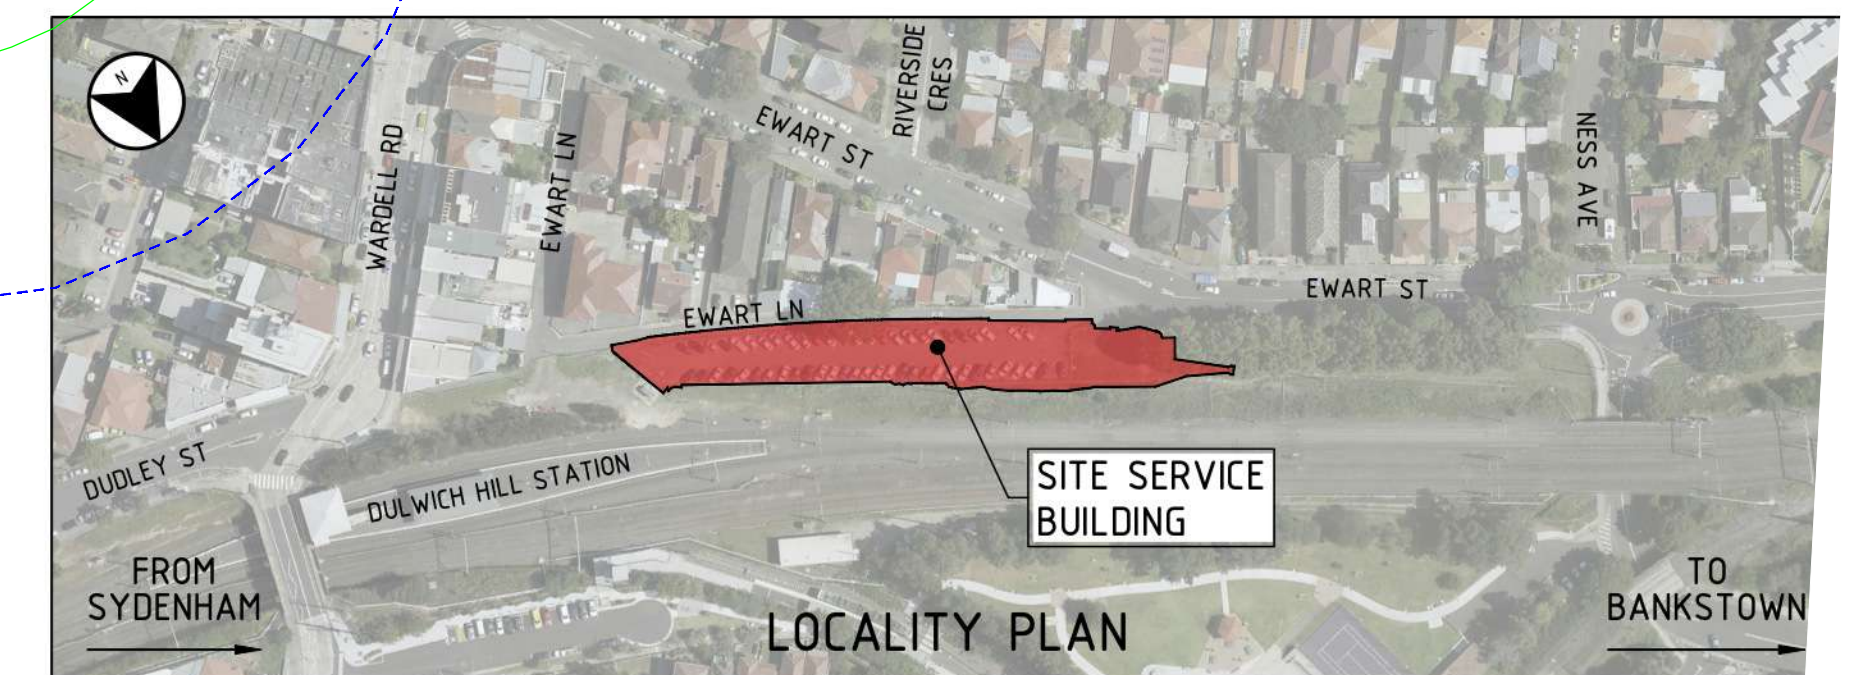 N
RIVERSIDE
CRES
EWART ST
NESS AVE
WARDELL RD
EWART LN
EWART ST
EWART LN
DUDLEY ST
DULWICH HILL STATION
SITE SERVICE
BUILDING
FROM
SYDENHAM
LOCALITY PLAN
TO
BANKSTOWN